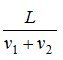 L
v₁ + v₂